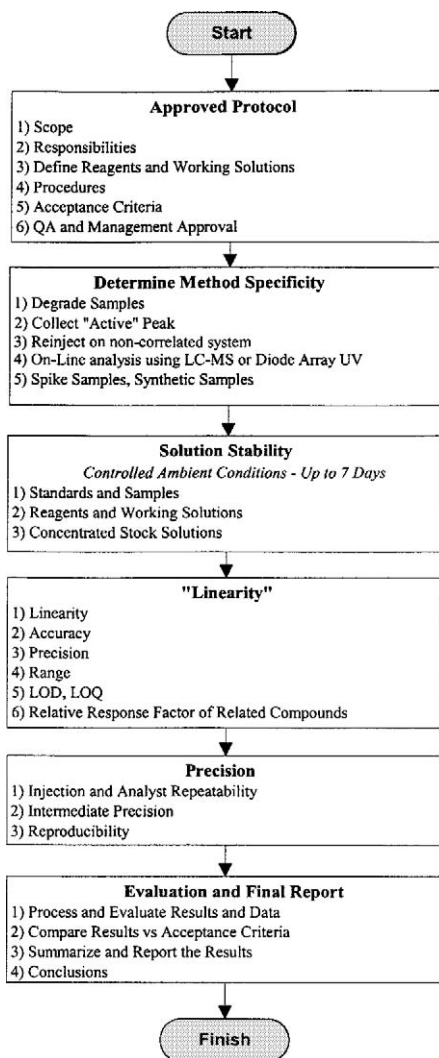 Start
Approved Protocol
1) Scope
2) Responsibilities
3) Define Reagents and Working Solutions
4) Procedures
5) Acceptance Criteria
6) QA and Management Approval
Determine Method Specificity
1) Degrade Samples
2) Collect "Active" Peak
3) Reinject on non-correlated system
4) On-Line analysis using LC-MS or Diode Array UV
5) Spike Samples, Synthetic Samples
Solution Stability
Controlled Ambient Conditions - Up to 7 Days
1) Standards and Samples
2) Reagents and Working Solutions
3) Concentrated Stock Solutions
"Linearity"
1) Linearity
2) Accuracy
3) Precision
4) Range
5) LOD, LOQ
6) Relative Response Factor of Related Compounds
Precision
1) Injection and Analyst Repeatability
2) Intermediate Precision
3) Reproducibility
Evaluation and Final Report
1) Process and Evaluate Results and Data
2) Compare Results vs Acceptance Criteria
3) Summarize and Report the Results
4) Conclusions
Finish